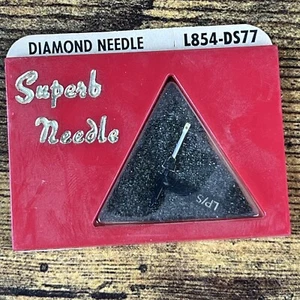 DIAMOND NEEDLE L854-DS77
Superb
Needle
LP/S